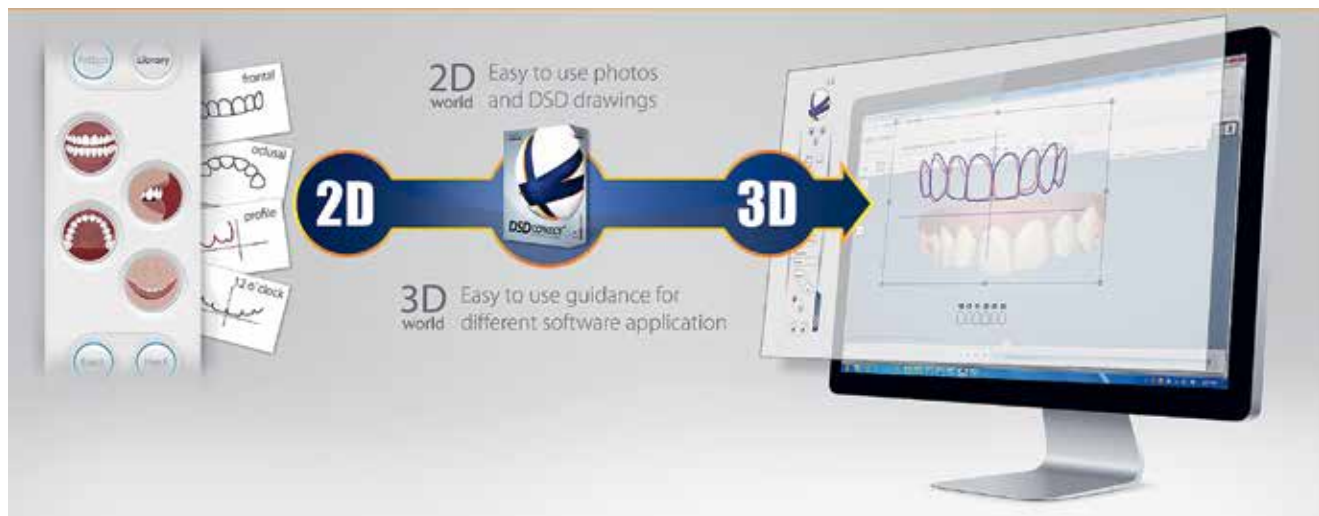 Library
frontal
oclusal
profile
12 o'clock
2D
world
Easy to use photos
and DSD drawings
2D
DSD CONNECT
3D
3D
world
Easy to use guidance for
different software application